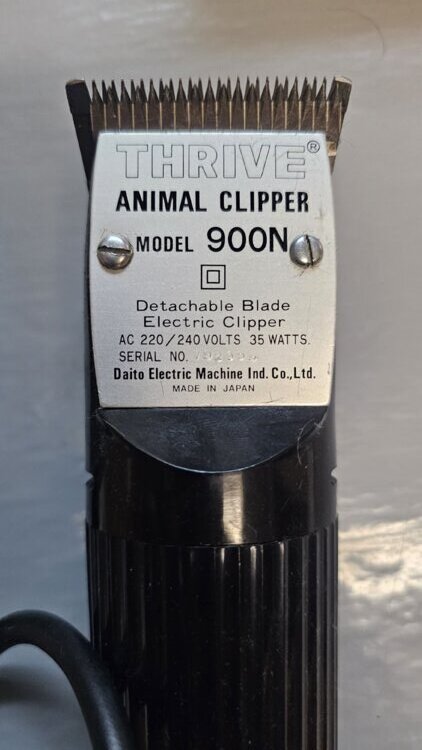 THRIVE®
ANIMAL CLIPPER
MODEL 900N
Detachable Blade
Electric Clipper
AC 220/240 VOLTS 35 WATTS.
SERIAL NO.
Daito Electric Machine Ind. Co., Ltd.
MADE IN JAPAN